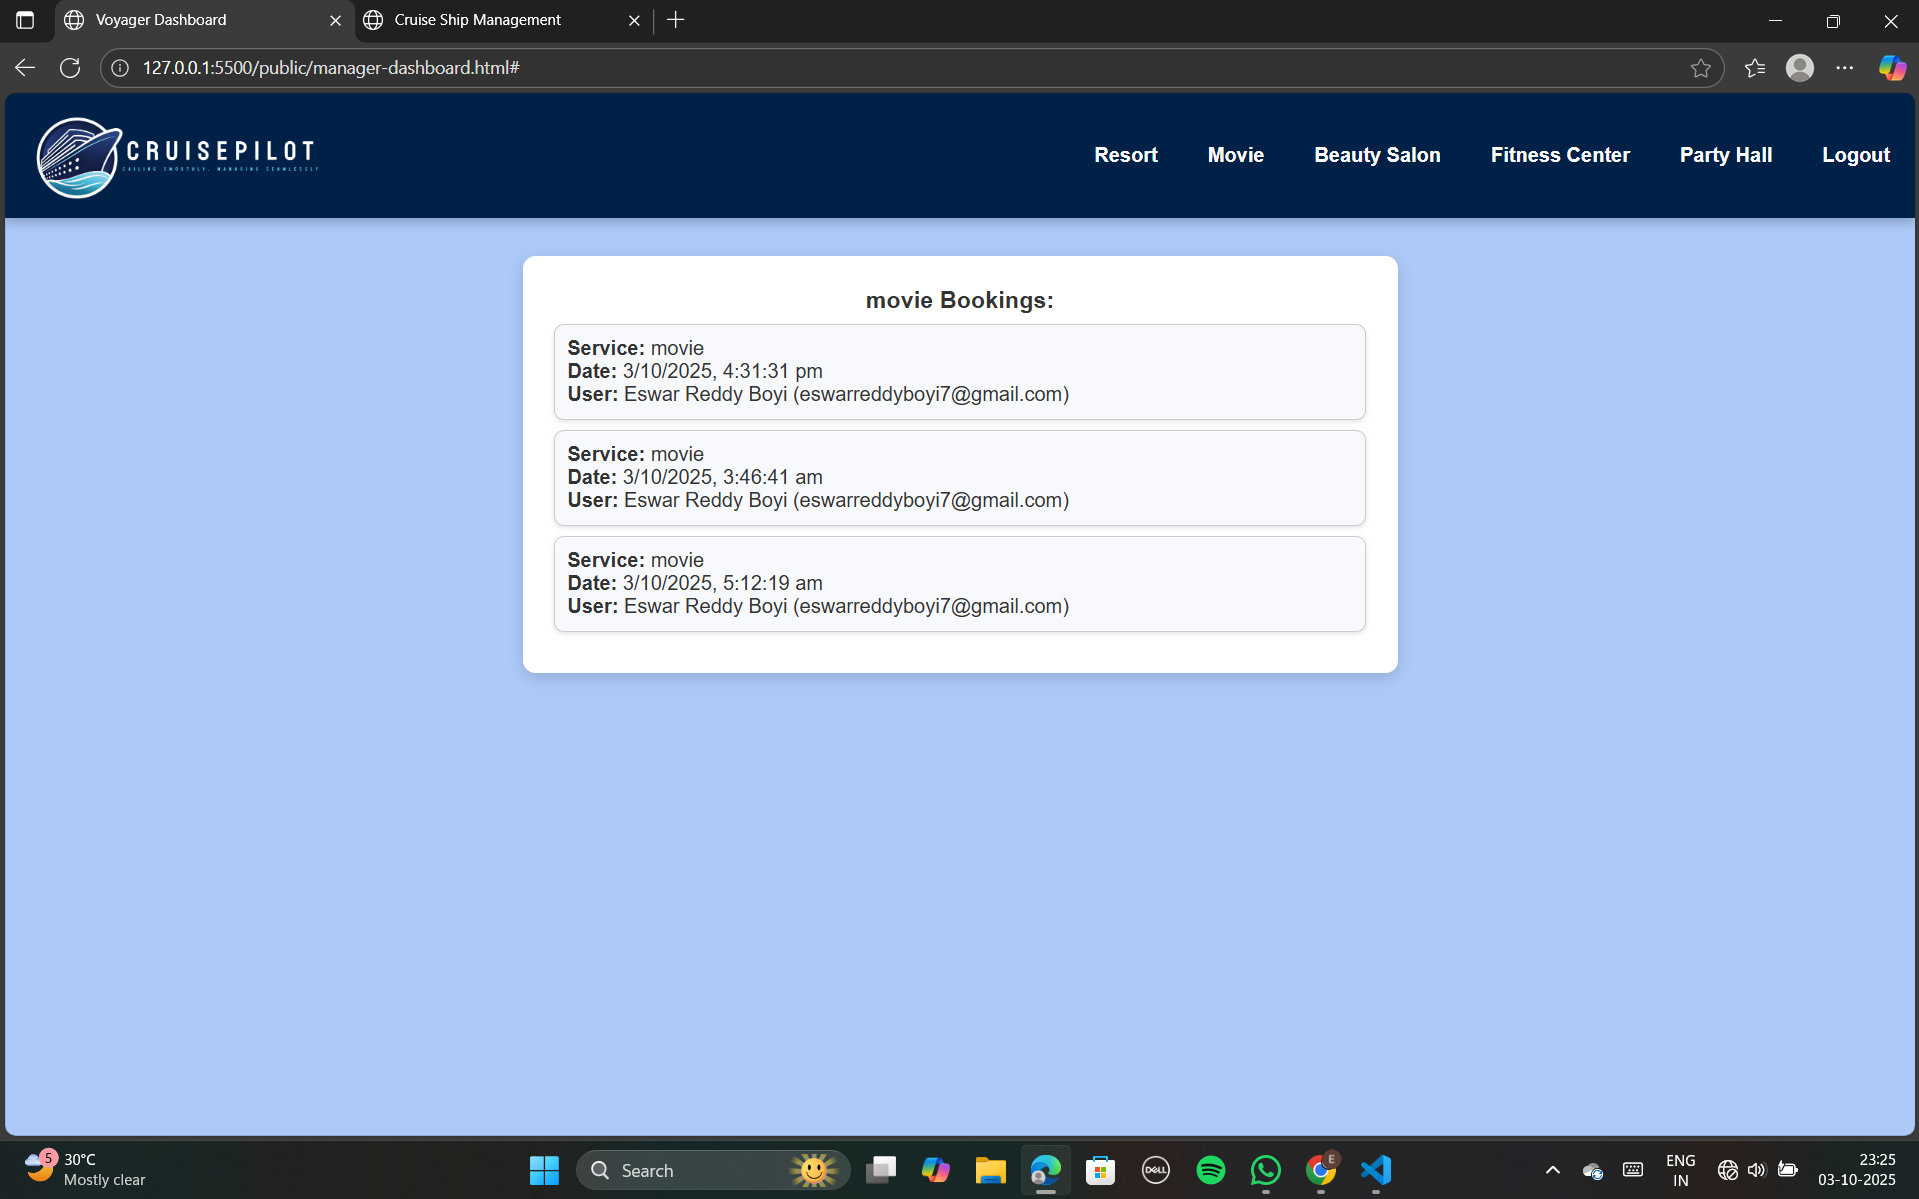 Voyager Dashboard
Cruise Ship Management
127.0.0.1:5500/public/manager-dashboard.html#
CRUISEPILOT
SAILING SMOOTHLY, MANAGING SEAMLESSLY
Resort Movie Beauty Salon Fitness Center Party Hall Logout
movie Bookings:
Service: movie
Date: 3/10/2025, 4:31:31 pm
User: Eswar Reddy Boyi (eswarreddyboyi7@gmail.com)
Service: movie
Date: 3/10/2025, 3:46:41 am
User: Eswar Reddy Boyi (eswarreddyboyi7@gmail.com)
Service: movie
Date: 3/10/2025, 5:12:19 am
User: Eswar Reddy Boyi (eswarreddyboyi7@gmail.com)
5
30°C
Mostly clear
Search
DELL
E
ENG
IN
23:25
03-10-2025